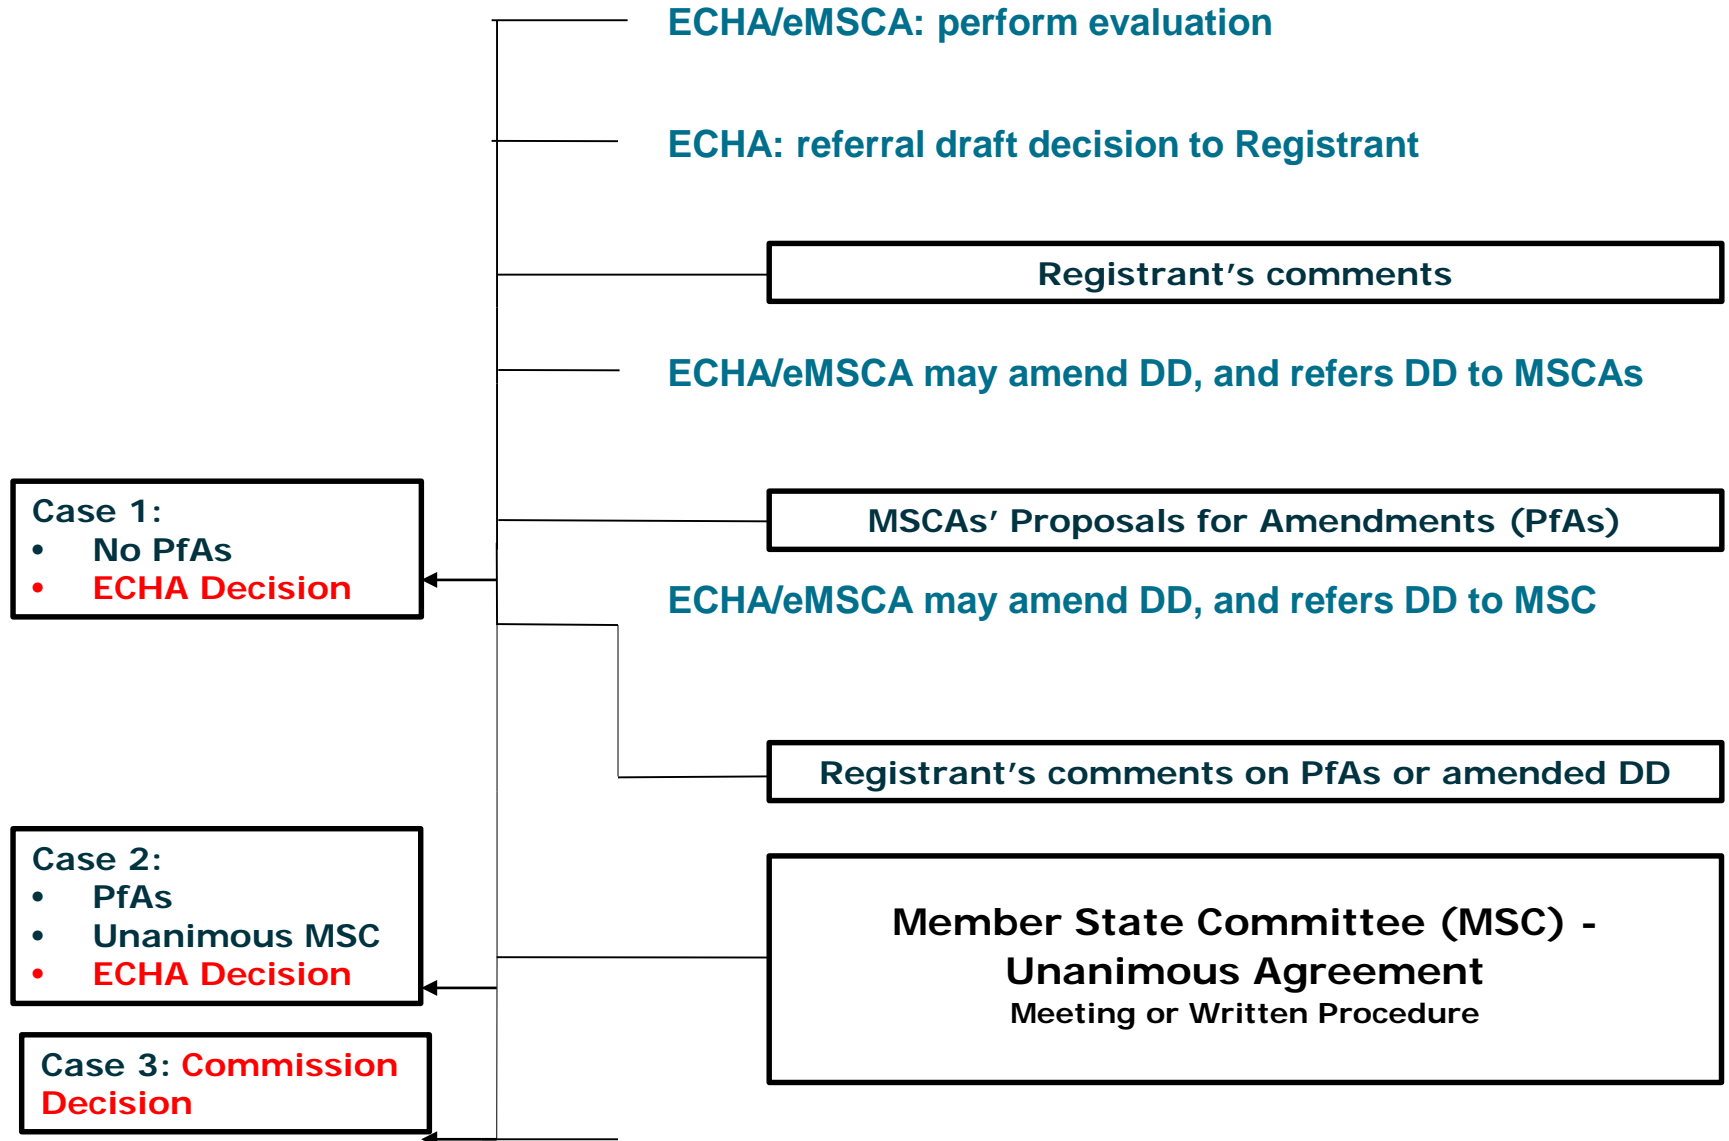 ECHA/eMSCA: perform evaluation
ECHA: referral draft decision to Registrant
Registrant’s comments
ECHA/eMSCA may amend DD, and refers DD to MSCAs
Case 1:
• No PfAs
• ECHA Decision
MSCAs’ Proposals for Amendments (PfAs)
ECHA/eMSCA may amend DD, and refers DD to MSC
Registrant’s comments on PfAs or amended DD
Case 2:
• PfAs
• Unanimous MSC
• ECHA Decision
Member State Committee (MSC) -
Unanimous Agreement
Meeting or Written Procedure
Case 3: Commission
Decision